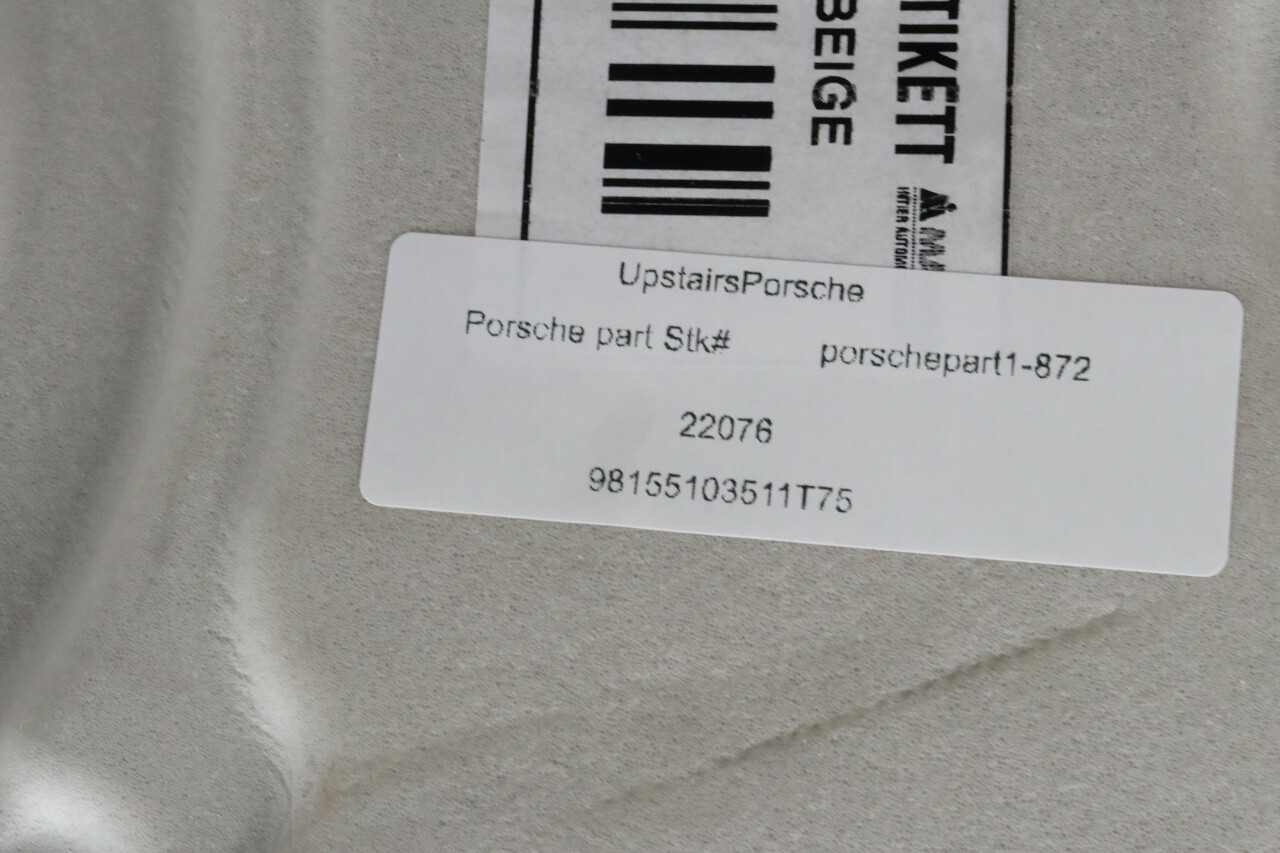 TIKETT
BEIGE
UpstairsPorsche
Porsche part Stk# porschepart1-872
22076
98155103511T75